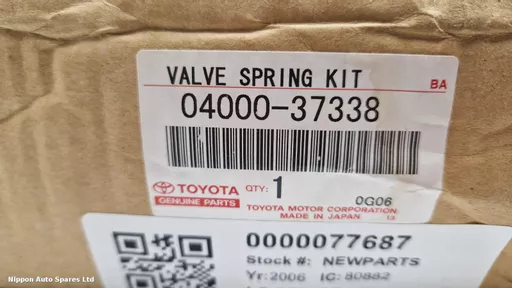 VALVE SPRING KIT BA
04000-37338
TOYOTA QTY: 1 0G06
GENUINE PARTS TOYOTA MOTOR CORPORATION
MADE IN JAPAN 13
0000077687
Stock #: NEWPARTS
Yr: 2006 IC: 80882
Nippon Auto Spares Ltd